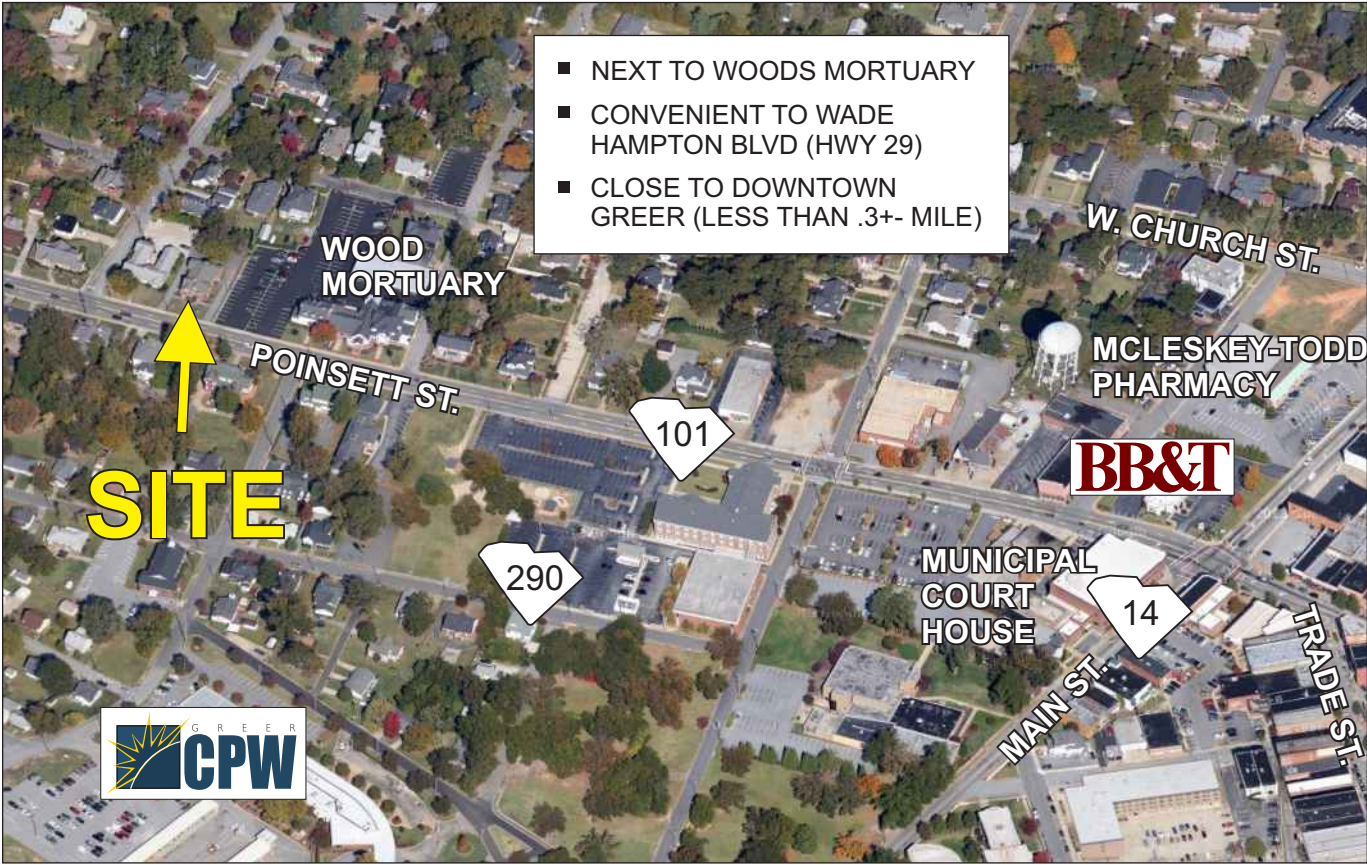 ■ NEXT TO WOODS MORTUARY
■ CONVENIENT TO WADE
HAMPTON BLVD (HWY 29)
■ CLOSE TO DOWNTOWN
GREER (LESS THAN .3+- MILE)
W. CHURCH ST.
WOOD
MORTUARY
POINSETT ST.
MCLESKEY-TODD
PHARMACY
101
BB&T
SITE
290
MUNICIPAL
COURT
HOUSE
14
MAIN ST.
TRADE ST.
GREER
CPW